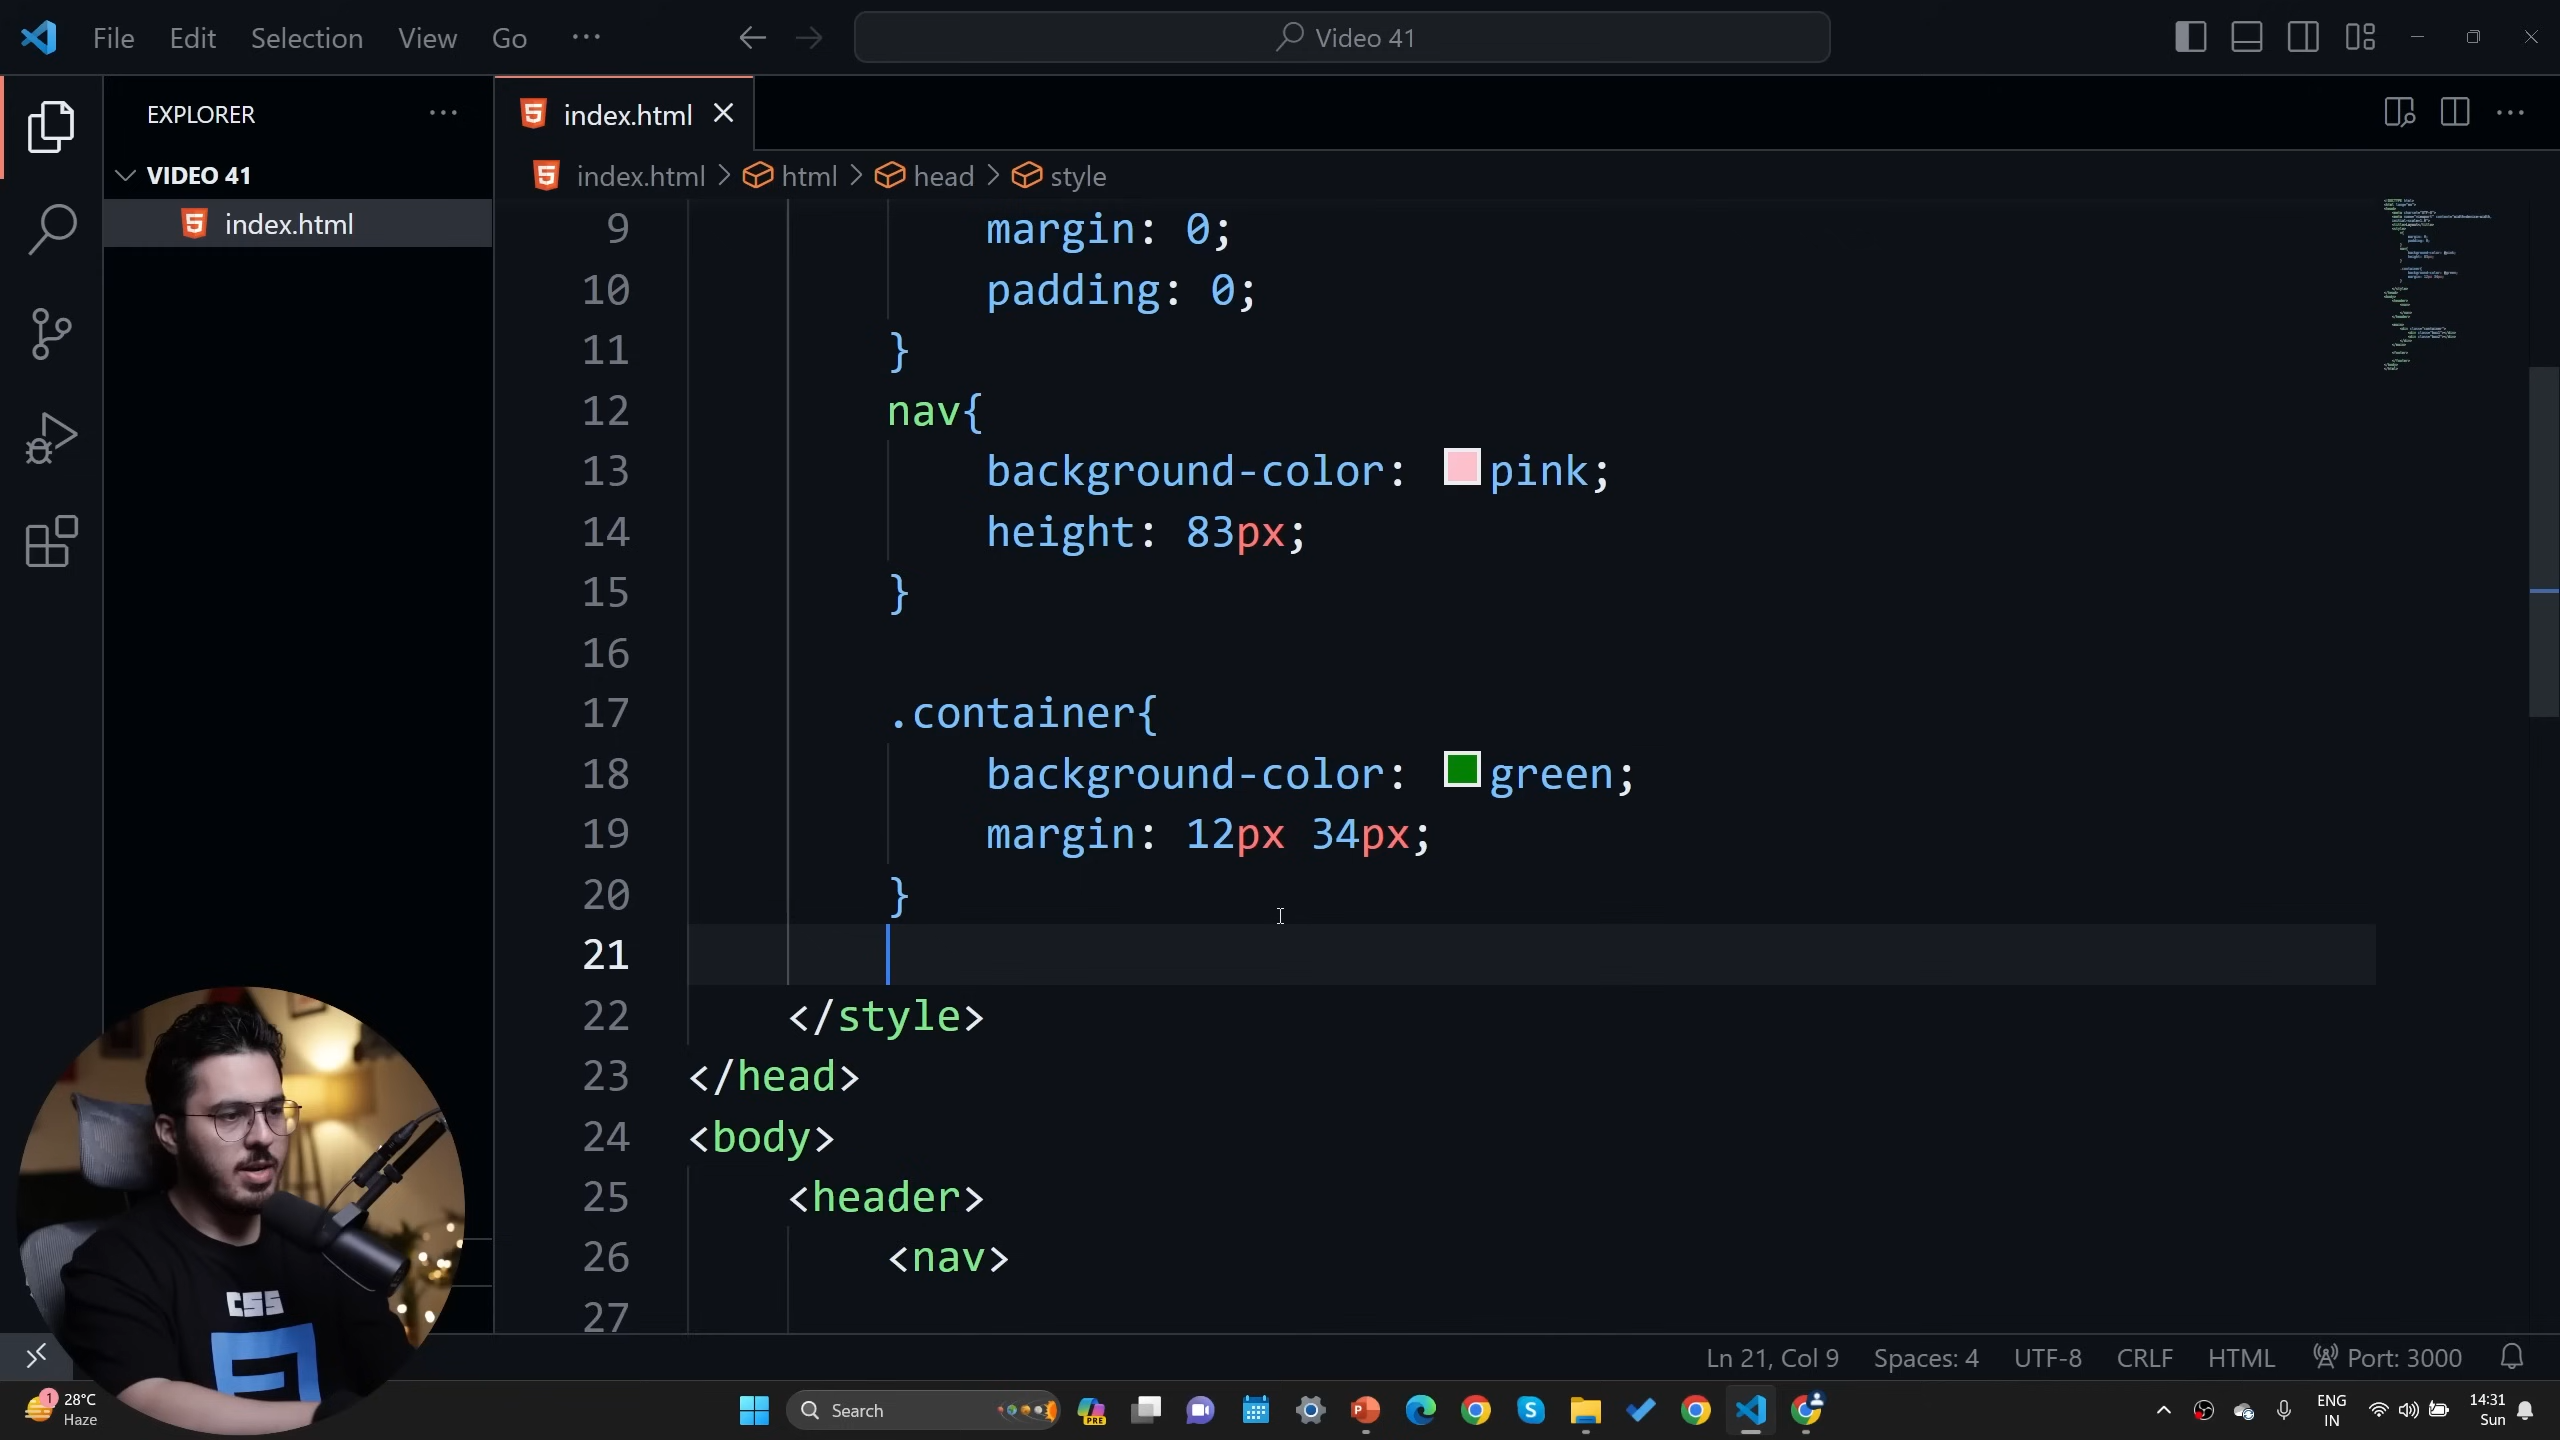 File Edit Selection View Go ···
Video 41
EXPLORER ···
VIDEO 41
index.html
index.html
index.html > html > head > style
9 margin: 0;
10 padding: 0;
11 }
12 nav{
13 background-color: pink;
14 height: 83px;
15 }
16
17 .container{
18 background-color: green;
19 margin: 12px 34px;
20 }
21
22 </style>
23 </head>
24 <body>
25 <header>
26 <nav>
27
CSS
Ln 21, Col 9 Spaces: 4 UTF-8 CRLF HTML Port: 3000
1
28°C
Haze
Search
PRE
ENG
IN
14:31
Sun